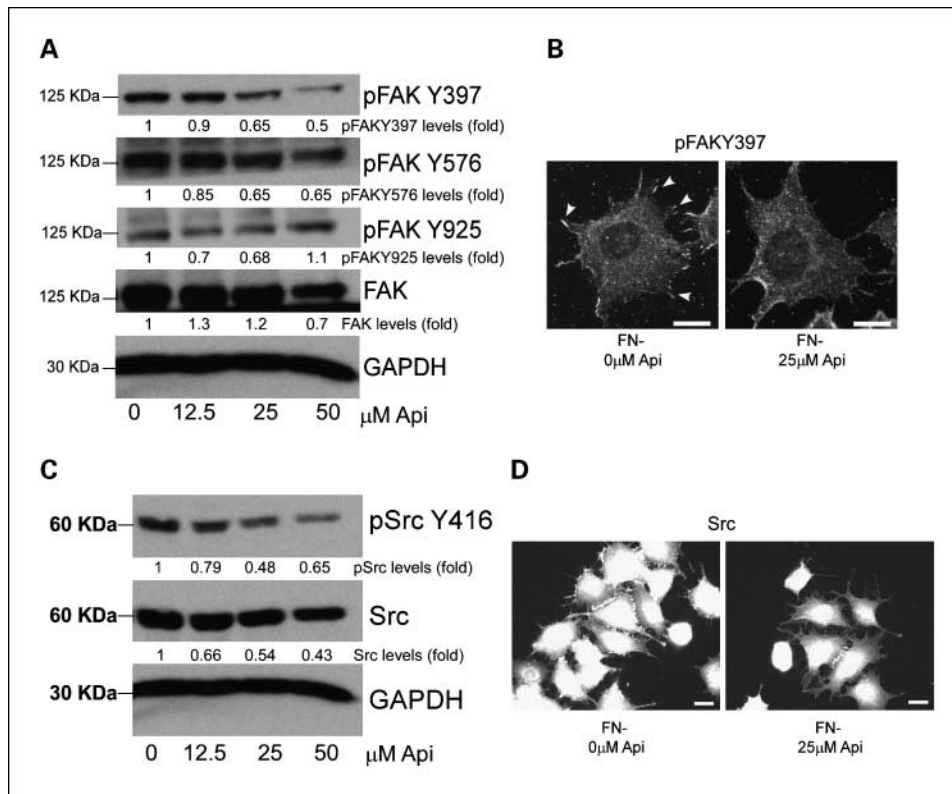 A
125 KDa
pFAK Y397
1 0.9 0.65 0.5 pFAKY397 levels (fold)
125 KDa
pFAK Y576
1 0.85 0.65 0.65 pFAKY576 levels (fold)
125 KDa
pFAK Y925
1 0.7 0.68 1.1 pFAKY925 levels (fold)
125 KDa
FAK
1 1.3 1.2 0.7 FAK levels (fold)
30 KDa
GAPDH
0 12.5 25 50 μM Api
B
pFAKY397
FN- FN-
0μM Api 25μM Api
C
60 KDa
pSrc Y416
1 0.79 0.48 0.65 pSrc levels (fold)
60 KDa
Src
1 0.66 0.54 0.43 Src levels (fold)
30 KDa
GAPDH
0 12.5 25 50 μM Api
D
Src
FN- FN-
0μM Api 25μM Api